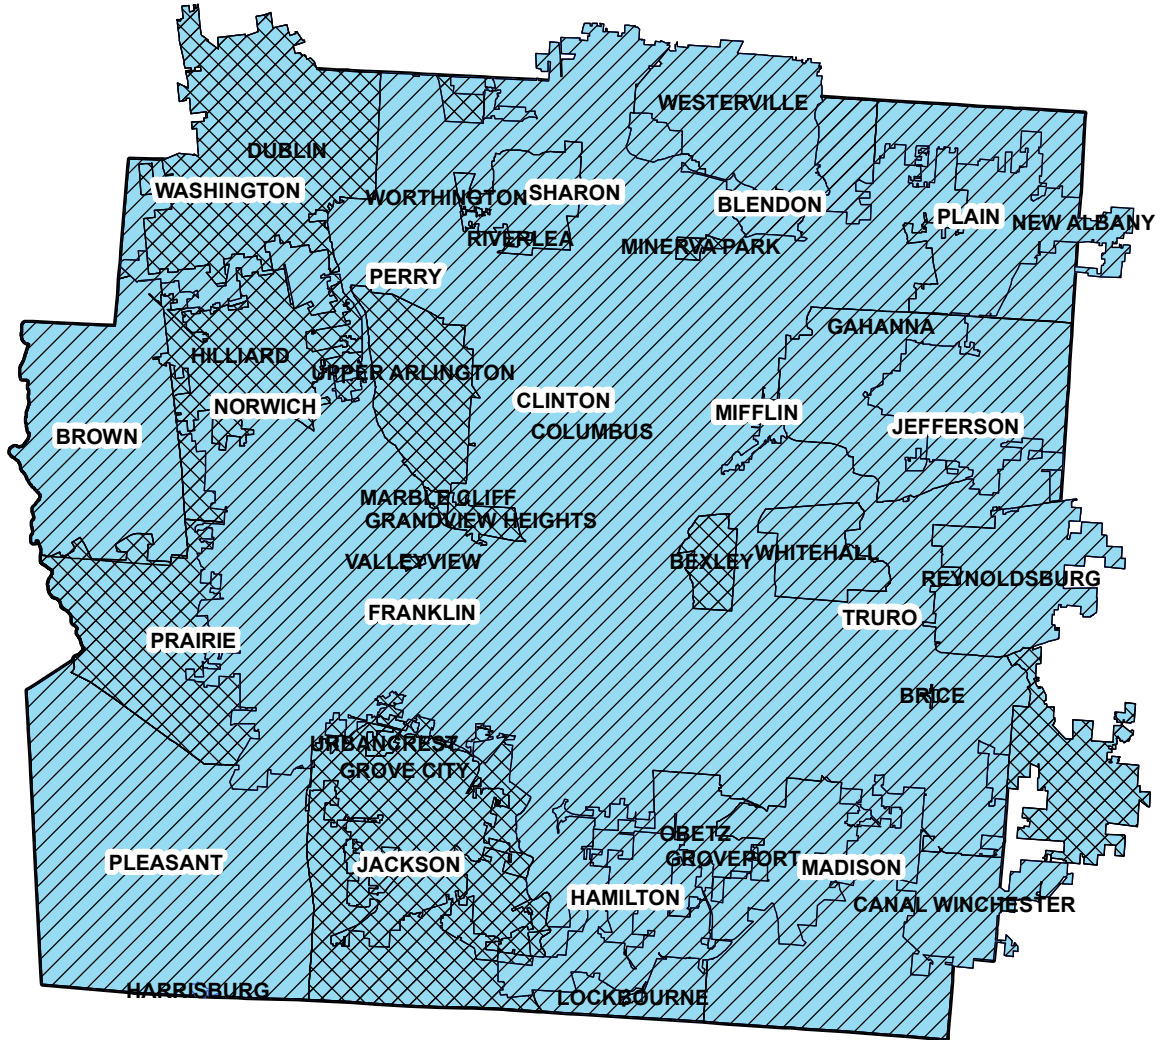 WESTERVILLE
DUBLIN
WASHINGTON
WORTHINGTON
SHARON
BLENDON
PLAIN
NEW ALBANY
RIVERLEA
MINERVA PARK
PERRY
GAHANNA
HILLIARD
UPPER ARLINGTON
NORWICH
CLINTON
MIFFLIN
COLUMBUS
JEFFERSON
BROWN
MARBLE CLIFF
GRANDVIEW HEIGHTS
VALLEYVIEW
BEXLEY
WHITEHALL
REYNOLDSBURG
FRANKLIN
TRURO
PRAIRIE
BRICE
URBANCREST
GROVE CITY
OBETZ
GROVEPORT
PLEASANT
JACKSON
MADISON
HAMILTON
CANAL WINCHESTER
HARRISBURG
LOCKBOURNE